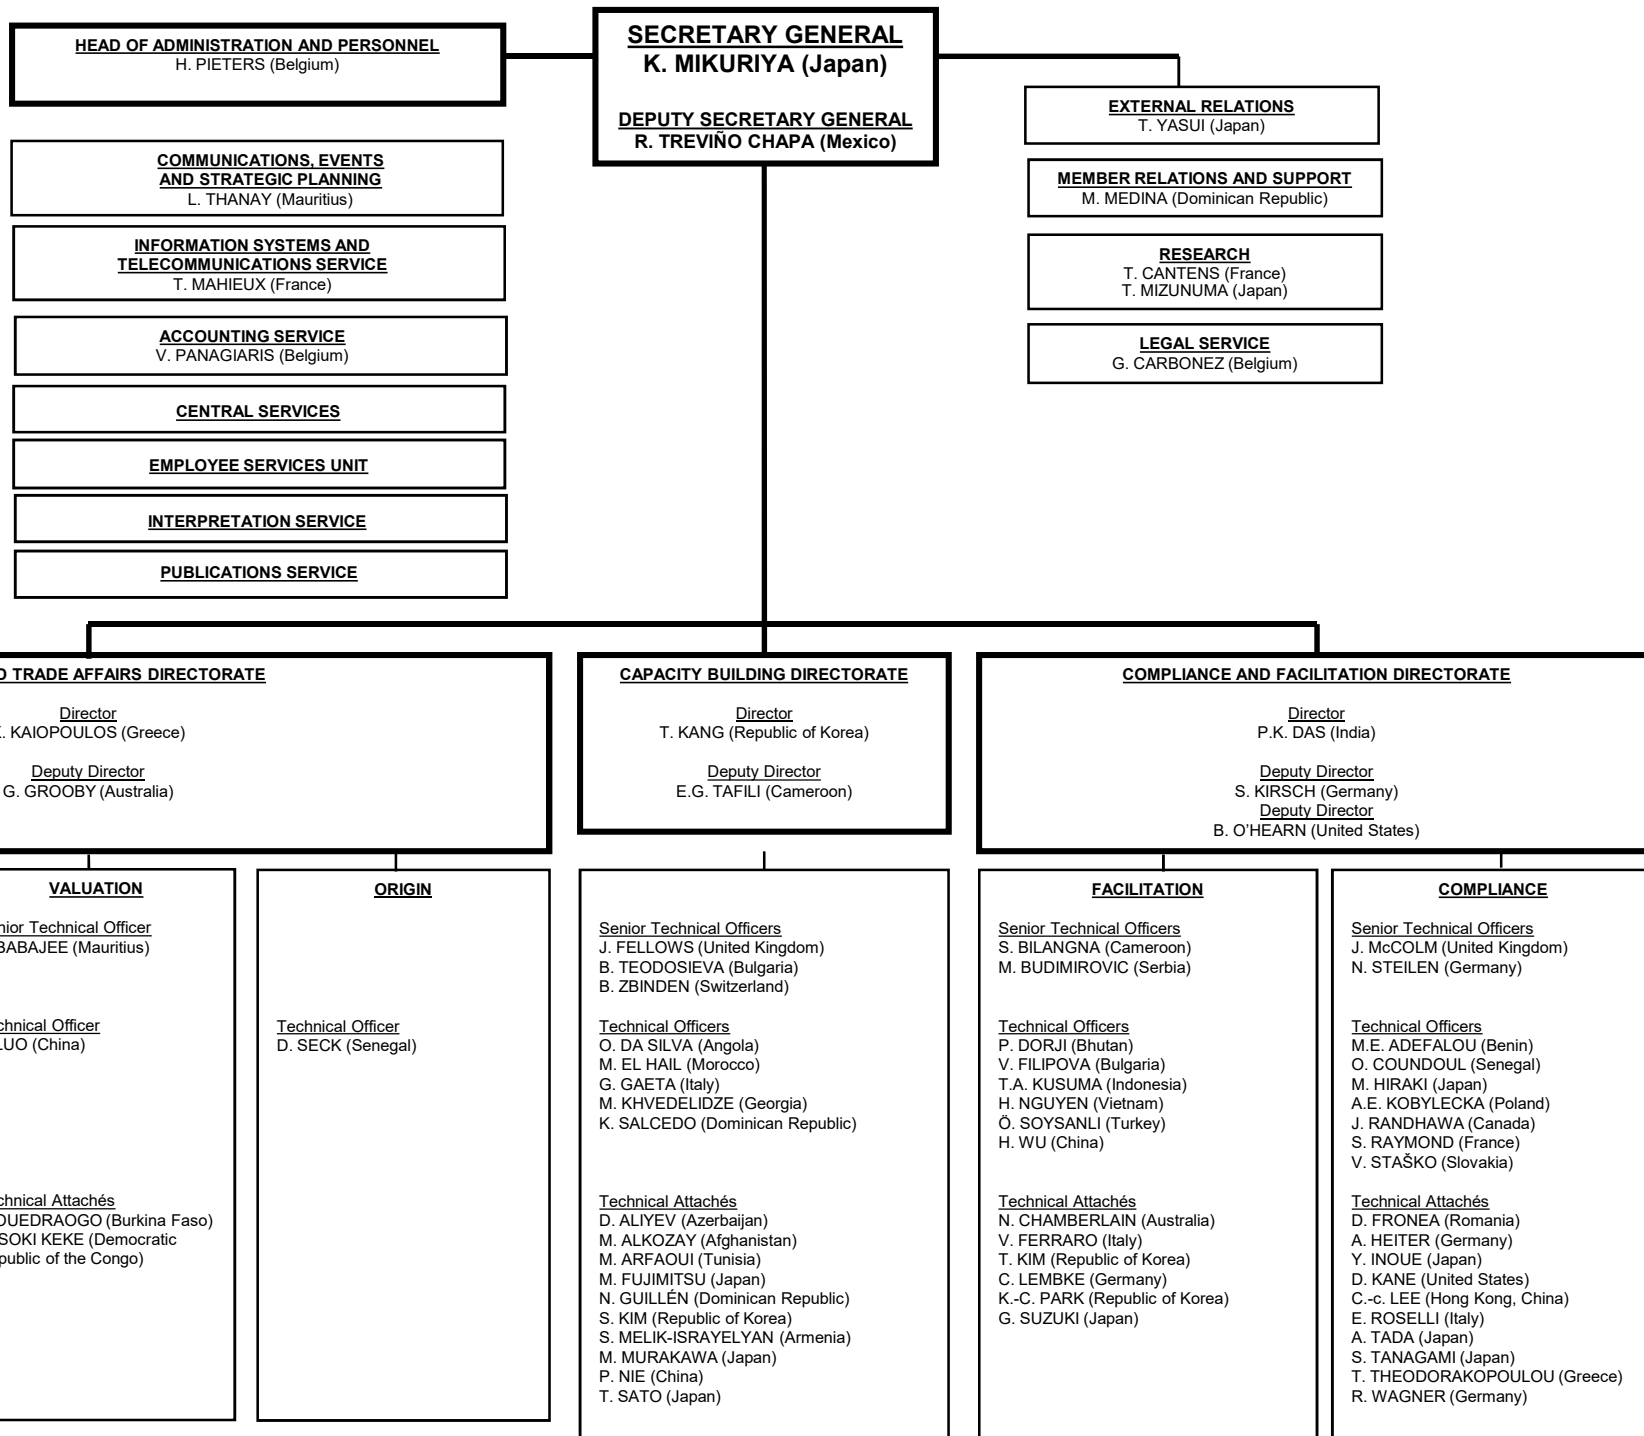 HEAD OF ADMINISTRATION AND PERSONNEL
H. PIETERS (Belgium)
SECRETARY GENERAL
K. MIKURIYA (Japan)
DEPUTY SECRETARY GENERAL
R. TREVIÑO CHAPA (Mexico)
EXTERNAL RELATIONS
T. YASUI (Japan)
MEMBER RELATIONS AND SUPPORT
M. MEDINA (Dominican Republic)
RESEARCH
T. CANTENS (France)
T. MIZUNUMA (Japan)
LEGAL SERVICE
G. CARBONEZ (Belgium)
COMMUNICATIONS, EVENTS
AND STRATEGIC PLANNING
L. THANAY (Mauritius)
INFORMATION SYSTEMS AND
TELECOMMUNICATIONS SERVICE
T. MAHIEUX (France)
ACCOUNTING SERVICE
V. PANAGIARIS (Belgium)
CENTRAL SERVICES
EMPLOYEE SERVICES UNIT
INTERPRETATION SERVICE
PUBLICATIONS SERVICE
TRADE AFFAIRS DIRECTORATE
Director
KAIOPOULOS (Greece)
Deputy Director
G. GROOBY (Australia)
CAPACITY BUILDING DIRECTORATE
Director
T. KANG (Republic of Korea)
Deputy Director
E.G. TAFILI (Cameroon)
COMPLIANCE AND FACILITATION DIRECTORATE
Director
P.K. DAS (India)
Deputy Director
S. KIRSCH (Germany)
Deputy Director
B. O'HEARN (United States)
VALUATION
nior Technical Officer
BABAJEE (Mauritius)
chnical Officer
LUO (China)
chnical Attachés
OUEDRAOGO (Burkina Faso)
SOKI KEKE (Democratic
public of the Congo)
ORIGIN
Technical Officer
D. SECK (Senegal)
Senior Technical Officers
J. FELLOWS (United Kingdom)
B. TEODOSIEVA (Bulgaria)
B. ZBINDEN (Switzerland)
Technical Officers
O. DA SILVA (Angola)
M. EL HAIL (Morocco)
G. GAETA (Italy)
M. KHVEDELIDZE (Georgia)
K. SALCEDO (Dominican Republic)
Technical Attachés
D. ALIYEV (Azerbaijan)
M. ALKOZAY (Afghanistan)
M. ARFAOUI (Tunisia)
M. FUJIMITSU (Japan)
N. GUILLÉN (Dominican Republic)
S. KIM (Republic of Korea)
S. MELIK-ISRAYELYAN (Armenia)
M. MURAKAWA (Japan)
P. NIE (China)
T. SATO (Japan)
FACILITATION
Senior Technical Officers
S. BILANGNA (Cameroon)
M. BUDIMIROVIC (Serbia)
Technical Officers
P. DORJI (Bhutan)
V. FILIPOVA (Bulgaria)
T.A. KUSUMA (Indonesia)
H. NGUYEN (Vietnam)
Ö. SOYSANLI (Turkey)
H. WU (China)
Technical Attachés
N. CHAMBERLAIN (Australia)
V. FERRARO (Italy)
T. KIM (Republic of Korea)
C. LEMBKE (Germany)
K.-C. PARK (Republic of Korea)
G. SUZUKI (Japan)
COMPLIANCE
Senior Technical Officers
J. McCOLM (United Kingdom)
N. STEILEN (Germany)
Technical Officers
M.E. ADEFALOU (Benin)
O. COUNDOUL (Senegal)
M. HIRAKI (Japan)
A.E. KOBYLECKA (Poland)
J. RANDHAWA (Canada)
S. RAYMOND (France)
V. STAŠKO (Slovakia)
Technical Attachés
D. FRONEA (Romania)
A. HEITER (Germany)
Y. INOUE (Japan)
D. KANE (United States)
C.-c. LEE (Hong Kong, China)
E. ROSELLI (Italy)
A. TADA (Japan)
S. TANAGAMI (Japan)
T. THEODORAKOPOULOU (Greece)
R. WAGNER (Germany)